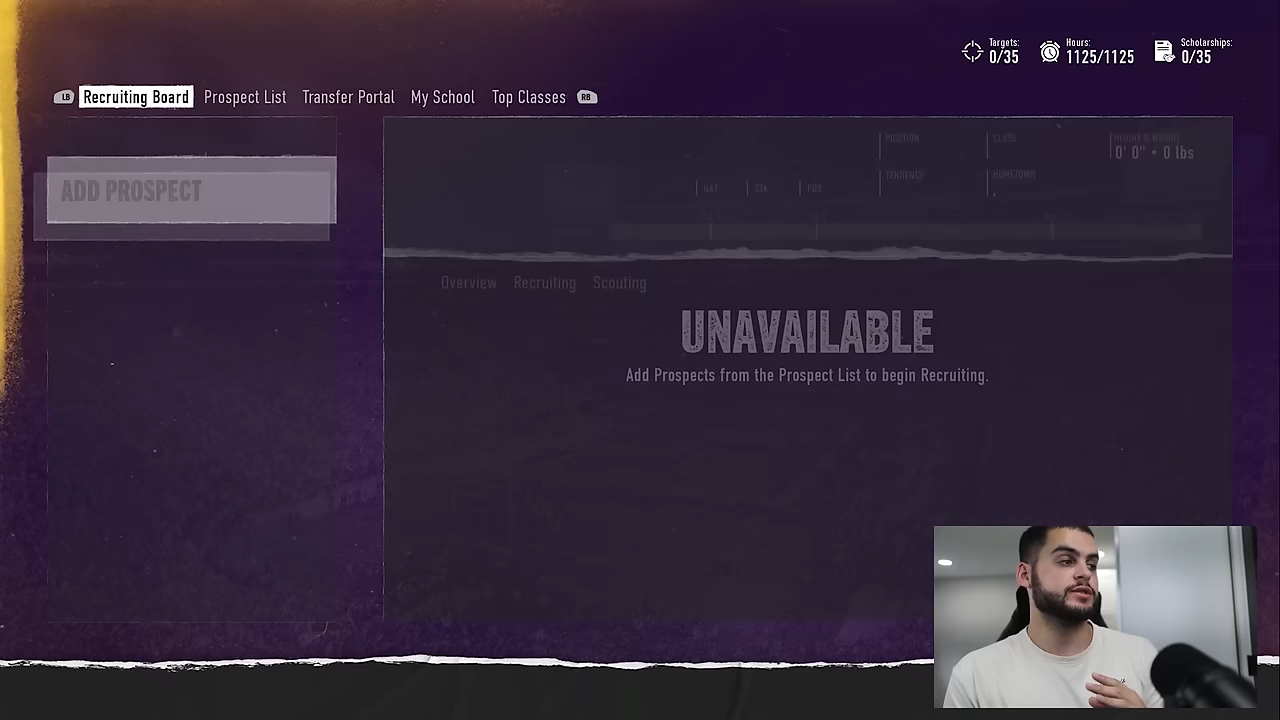 Targets:
0/35
Hours:
1125/1125
Scholarships:
0/35
LB Recruiting Board Prospect List Transfer Portal My School Top Classes RB
ADD PROSPECT
POSITION
CLASS
HEIGHT & WEIGHT
0' 0" • 0 lbs
NAT
STA
POS
TENDENCY
HOMETOWN
Overview Recruiting Scouting
UNAVAILABLE
Add Prospects from the Prospect List to begin Recruiting.